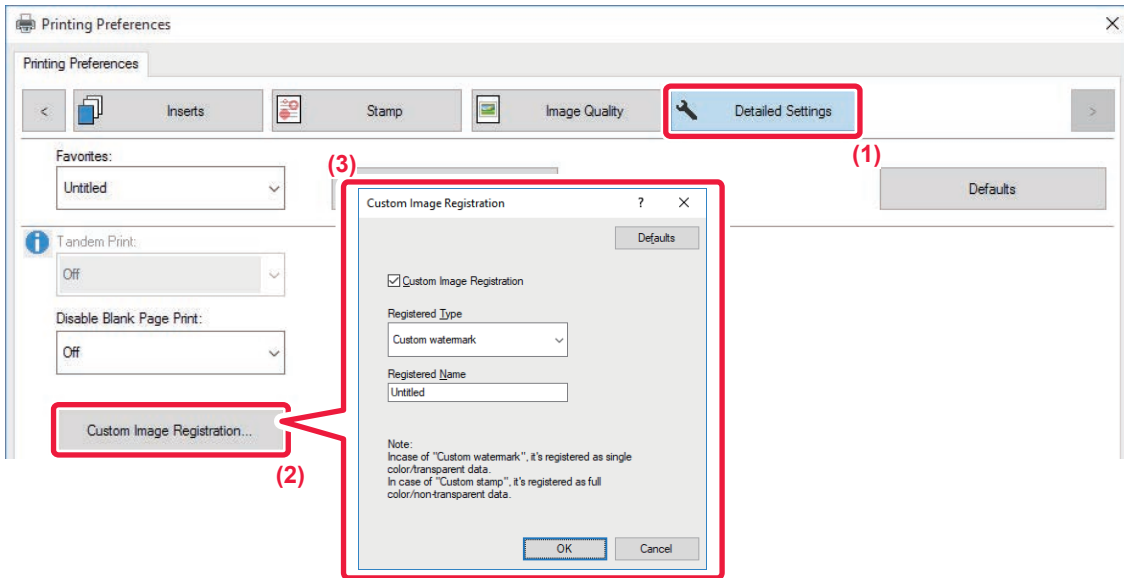 Printing Preferences
Printing Preferences
< Inserts Stamp Image Quality Detailed Settings >
(1)
Favorites:
Untitled
Defaults
Tandem Print:
Off
Disable Blank Page Print:
Off
Custom Image Registration...
(2)
(3)
Custom Image Registration ?
Defaults
Custom Image Registration
Registered Type
Custom watermark
Registered Name
Untitled
Note:
Incase of "Custom watermark", it's registered as single
color/transparent data.
In case of "Custom stamp", it's registered as full
color/non-transparent data.
OK Cancel